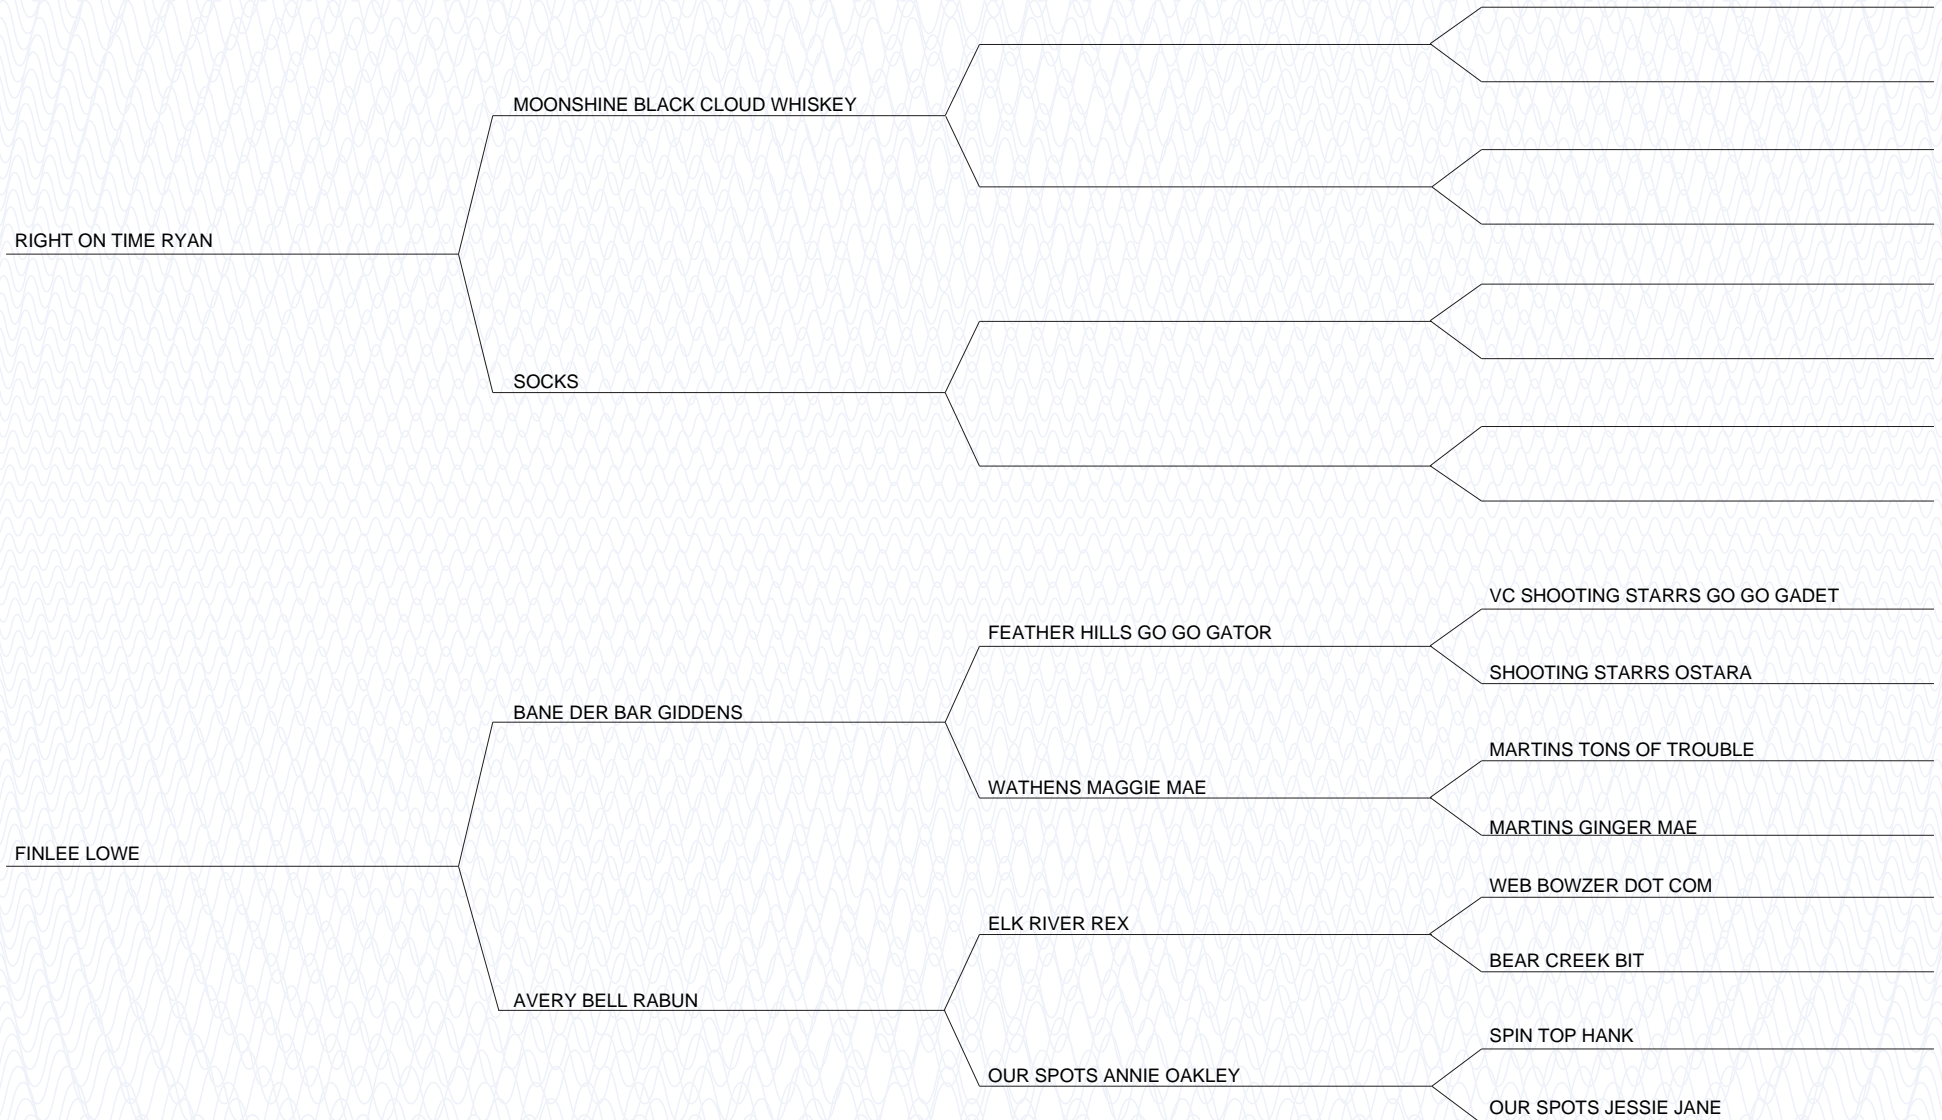 MOONSHINE BLACK CLOUD WHISKEY
RIGHT ON TIME RYAN
SOCKS
VC SHOOTING STARRS GO GO GADET
FEATHER HILLS GO GO GATOR
SHOOTING STARRS OSTARA
BANE DER BAR GIDDENS
MARTINS TONS OF TROUBLE
WATHENS MAGGIE MAE
MARTINS GINGER MAE
FINLEE LOWE
WEB BOWZER DOT COM
ELK RIVER REX
BEAR CREEK BIT
AVERY BELL RABUN
SPIN TOP HANK
OUR SPOTS ANNIE OAKLEY
OUR SPOTS JESSIE JANE